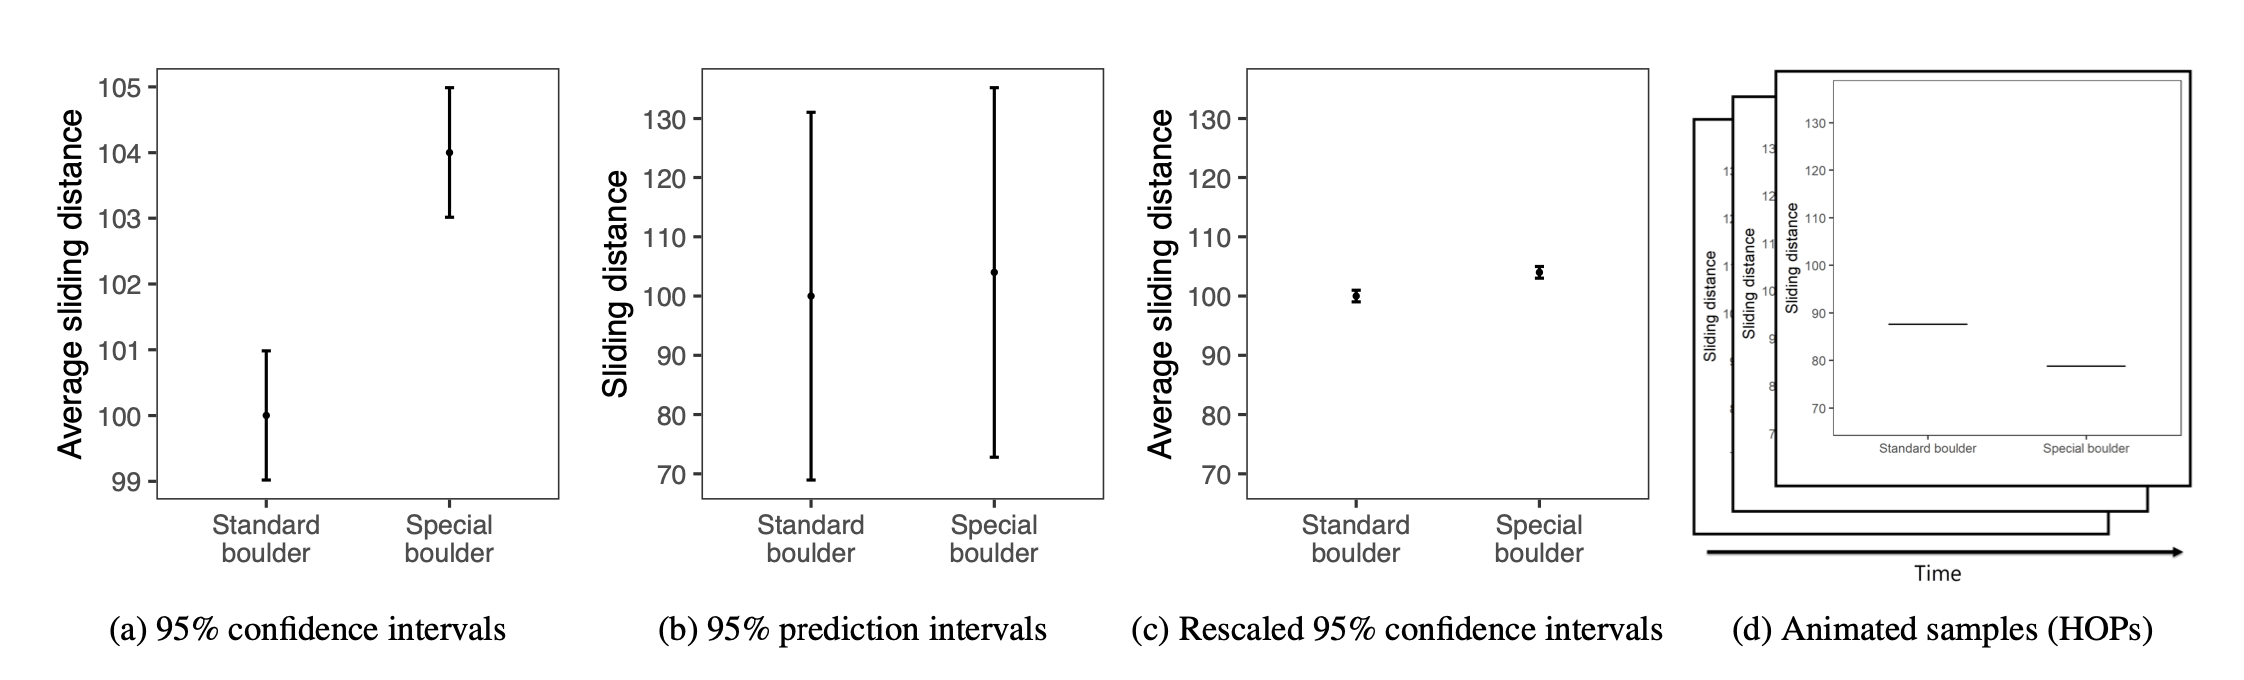 Average sliding distance
105
104
103
102
101
100
99
Standard
boulder
Special
boulder
(a) 95% confidence intervals
Sliding distance
130
120
110
100
90
80
70
Standard
boulder
Special
boulder
(b) 95% prediction intervals
Average sliding distance
130
120
110
100
90
80
70
Standard
boulder
Special
boulder
(c) Rescaled 95% confidence intervals
Sliding distance
Sliding distance
Sliding distance
130
120
110
100
90
80
70
Standard boulder
Special boulder
Time
(d) Animated samples (HOPs)